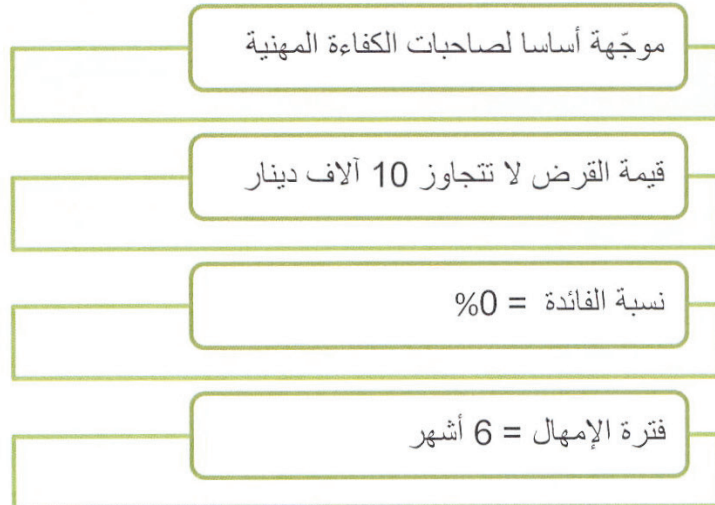 موجّهة أساسا لصاحبات الكفاءة المهنية
قيمة القرض لا تتجاوز 10 آلاف دينار
نسبة الفائدة = 0%
فترة الإمهال = 6 أشهر